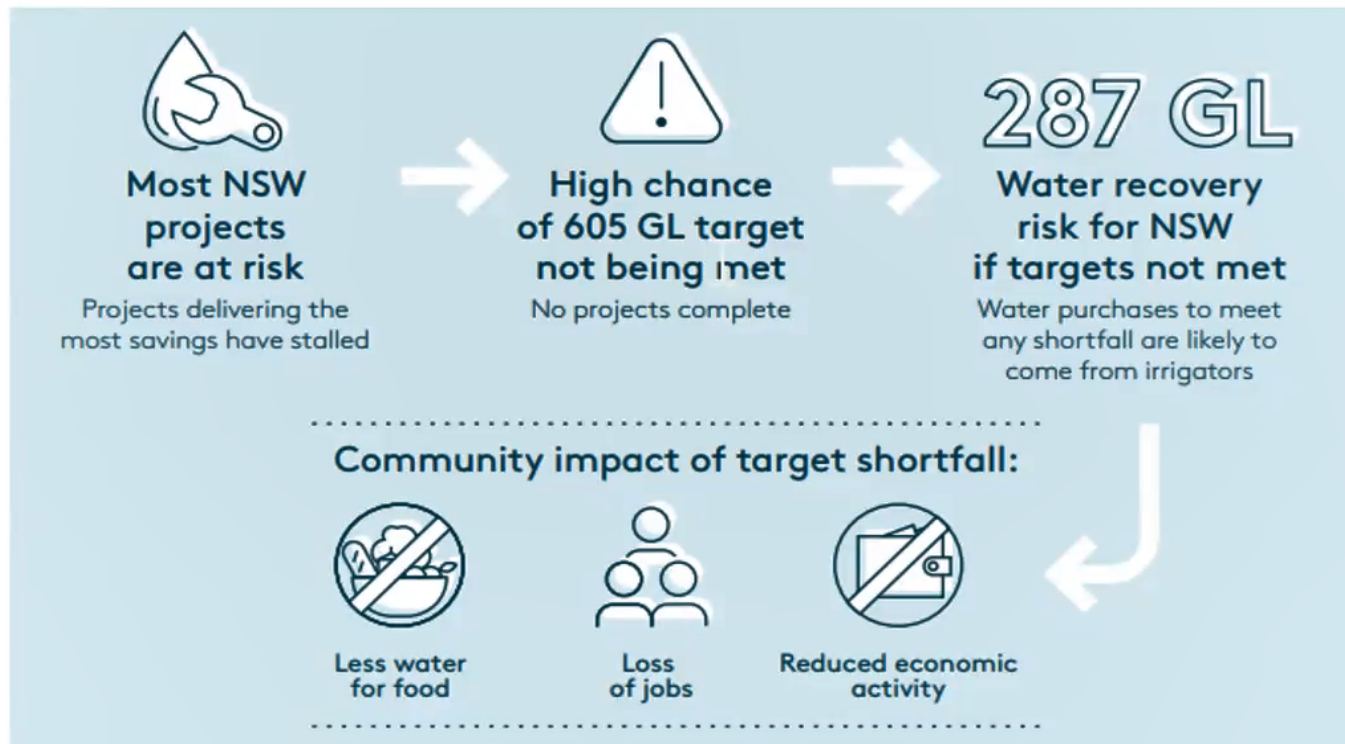 Most NSW
projects
are at risk
Projects delivering the
most savings have stalled
High chance
of 605 GL target
not being met
No projects complete
287 GL
Water recovery
risk for NSW
if targets not met
Water purchases to meet
any shortfall are likely to
come from irrigators
Community impact of target shortfall:
Less water
for food
Loss
of jobs
Reduced economic
activity